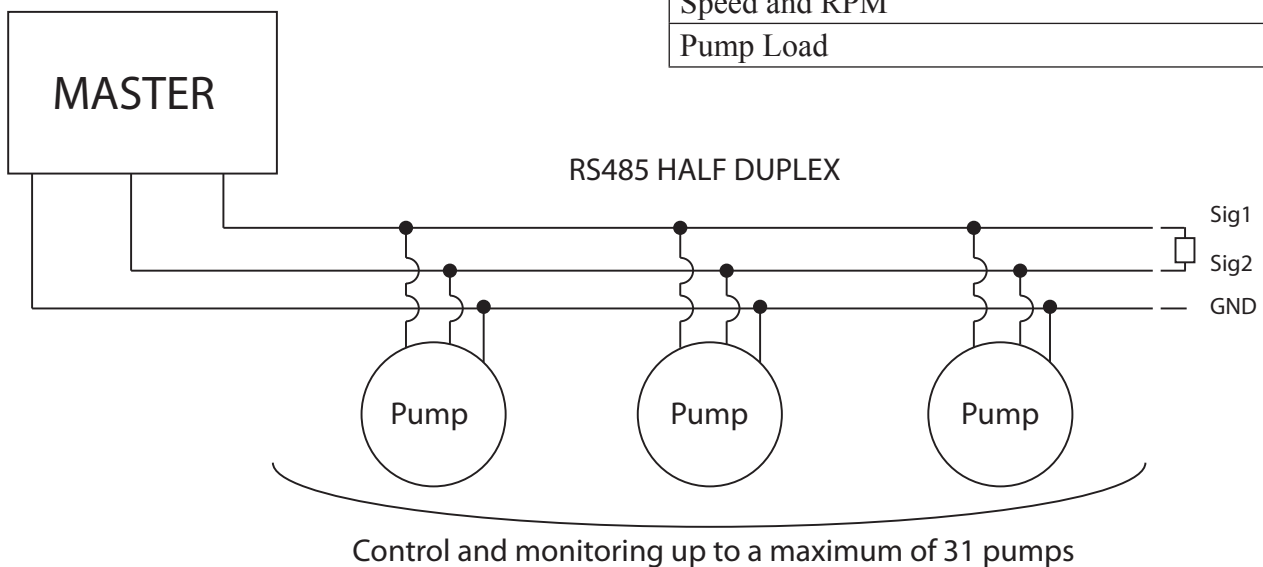 Speed and RPM
Pump Load
MASTER
RS485 HALF DUPLEX
Sig1
Sig2
GND
Pump Pump Pump
Control and monitoring up to a maximum of 31 pumps